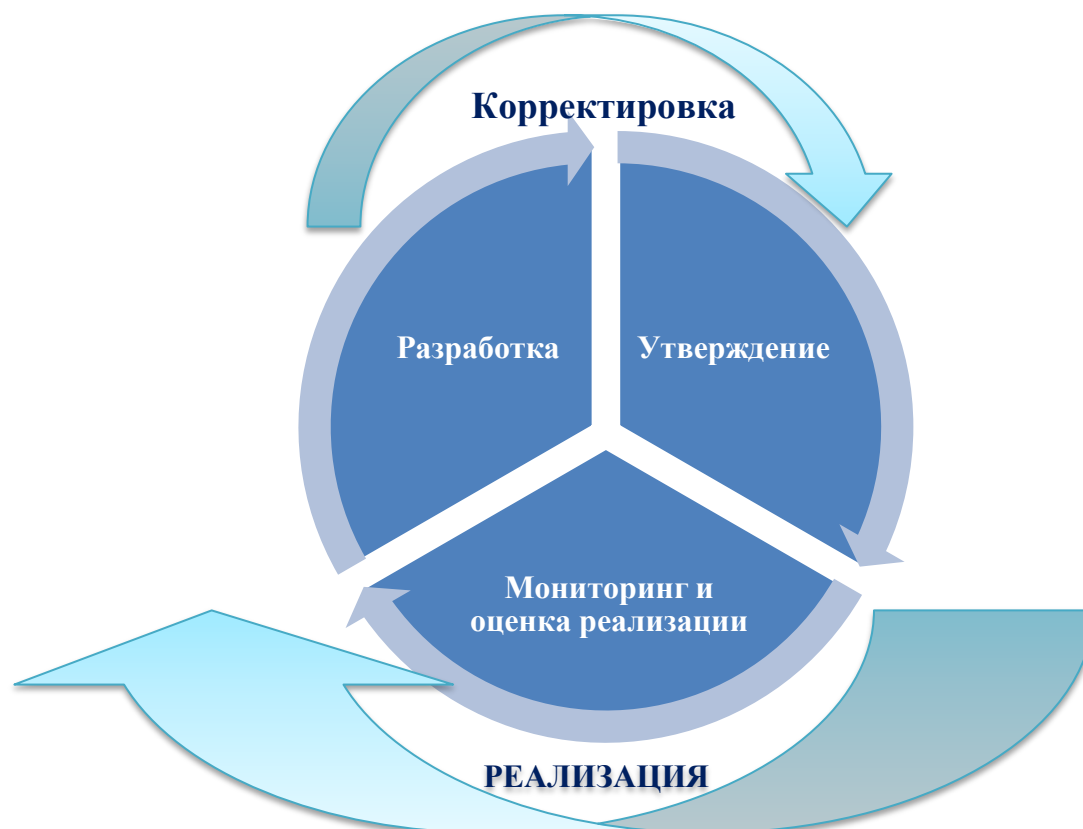 Корректировка
Разработка
Утверждение
Мониторинг и
оценка реализации
РЕАЛИЗАЦИЯ